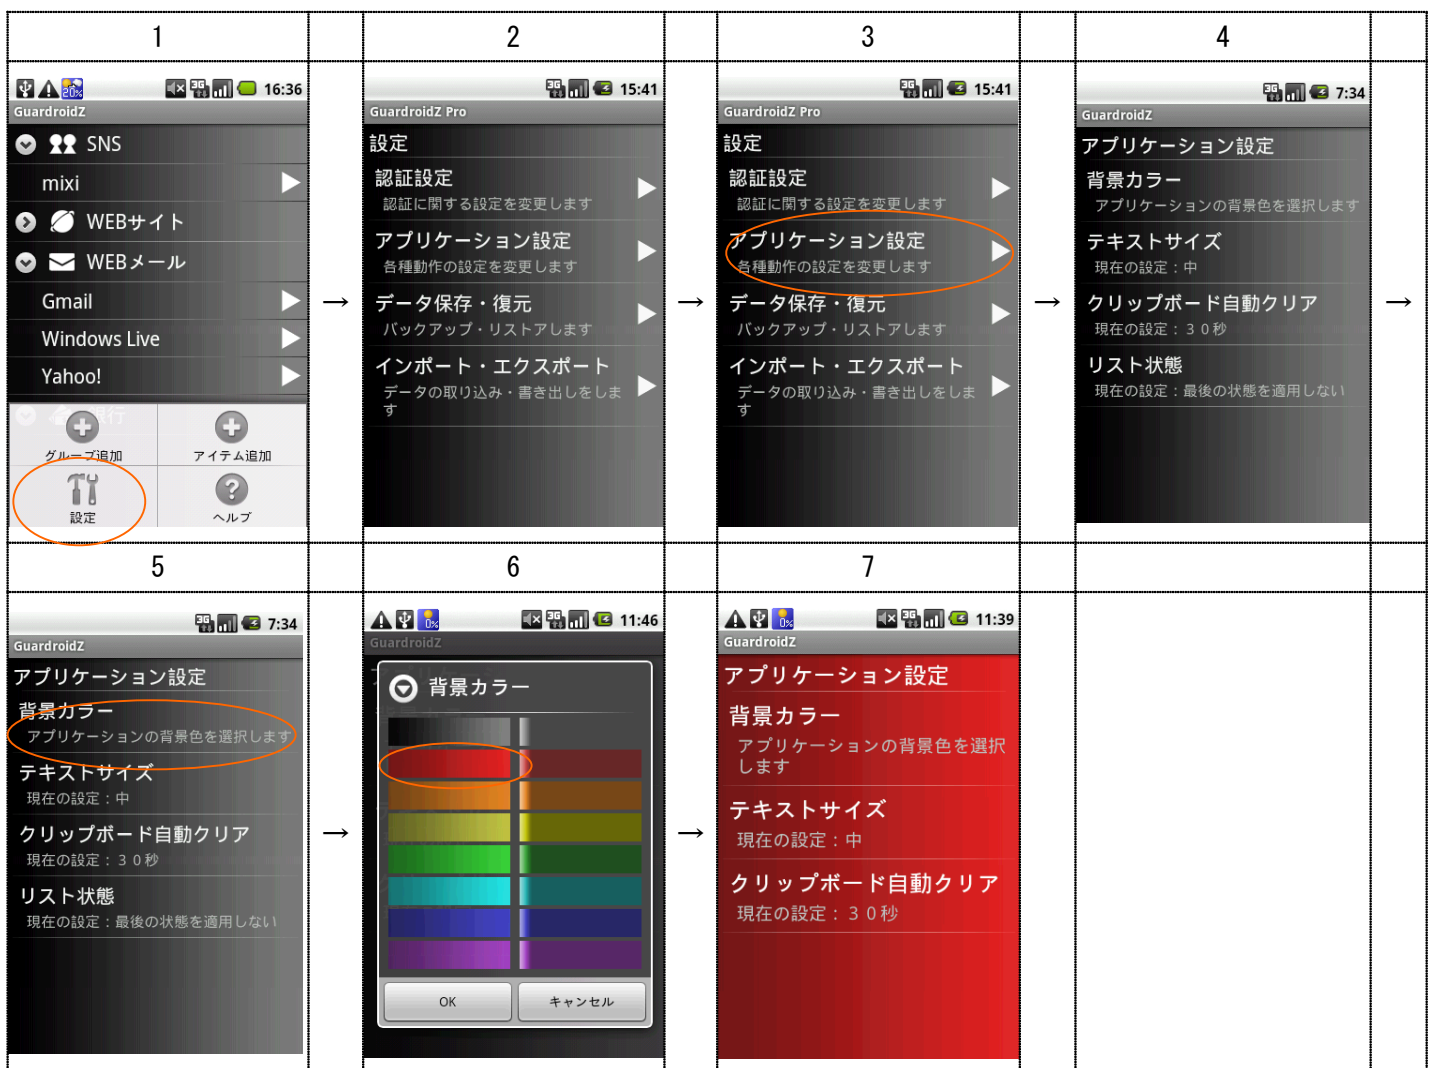 1
2
3
4
20%
3G
16:36
GuardroidZ
SNS
mixi
WEBサイト
WEBメール
Gmail
Windows Live
Yahoo!
銀行
グループ追加
アイテム追加
設定
ヘルプ
→
3G
15:41
GuardroidZ Pro
設定
認証設定
認証に関する設定を変更します
アプリケーション設定
各種動作の設定を変更します
データ保存・復元
バックアップ・リストアします
インポート・エクスポート
データの取り込み・書き出しをしま
す
→
3G
15:41
GuardroidZ Pro
設定
認証設定
認証に関する設定を変更します
アプリケーション設定
各種動作の設定を変更します
データ保存・復元
バックアップ・リストアします
インポート・エクスポート
データの取り込み・書き出しをしま
す
→
3G
7:34
GuardroidZ
アプリケーション設定
背景カラー
アプリケーションの背景色を選択します
テキストサイズ
現在の設定：中
クリップボード自動クリア
現在の設定：３０秒
リスト状態
現在の設定：最後の状態を適用しない
→
5
6
7
3G
7:34
GuardroidZ
アプリケーション設定
背景カラー
アプリケーションの背景色を選択します
テキストサイズ
現在の設定：中
クリップボード自動クリア
現在の設定：３０秒
リスト状態
現在の設定：最後の状態を適用しない
→
0%
3G
11:46
GuardroidZ
背景カラー
OK
キャンセル
→
0%
3G
11:39
GuardroidZ
アプリケーション設定
背景カラー
アプリケーションの背景色を選択
します
テキストサイズ
現在の設定：中
クリップボード自動クリア
現在の設定：３０秒